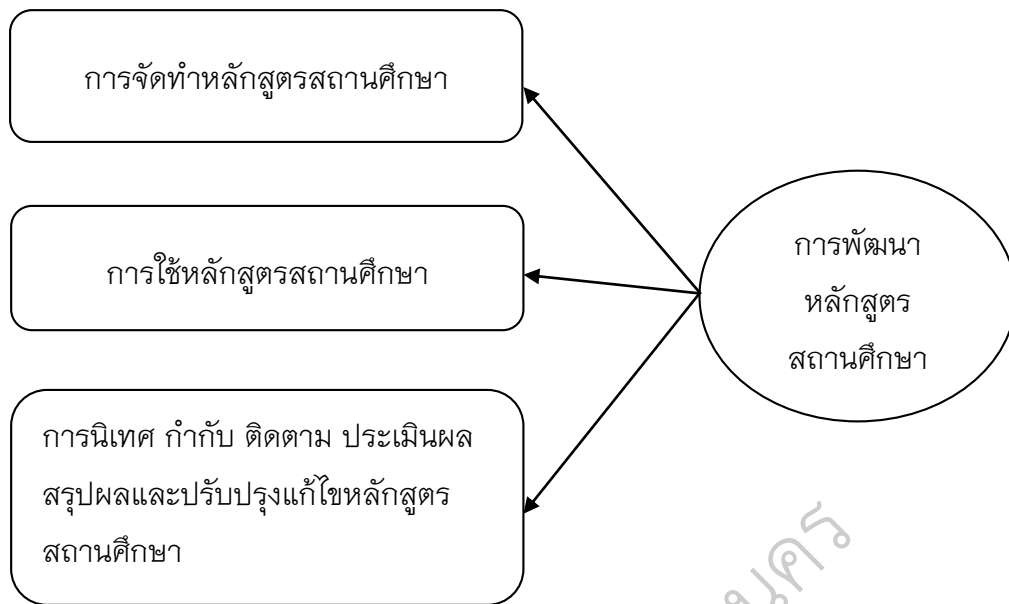 การจัดทำหลักสูตรสถานศึกษา
การใช้หลักสูตรสถานศึกษา
การนิเทศ กำกับ ติดตาม ประเมินผล
สรุปผลและปรับปรุงแก้ไขหลักสูตร
สถานศึกษา
การพัฒนา
หลักสูตร
สถานศึกษา